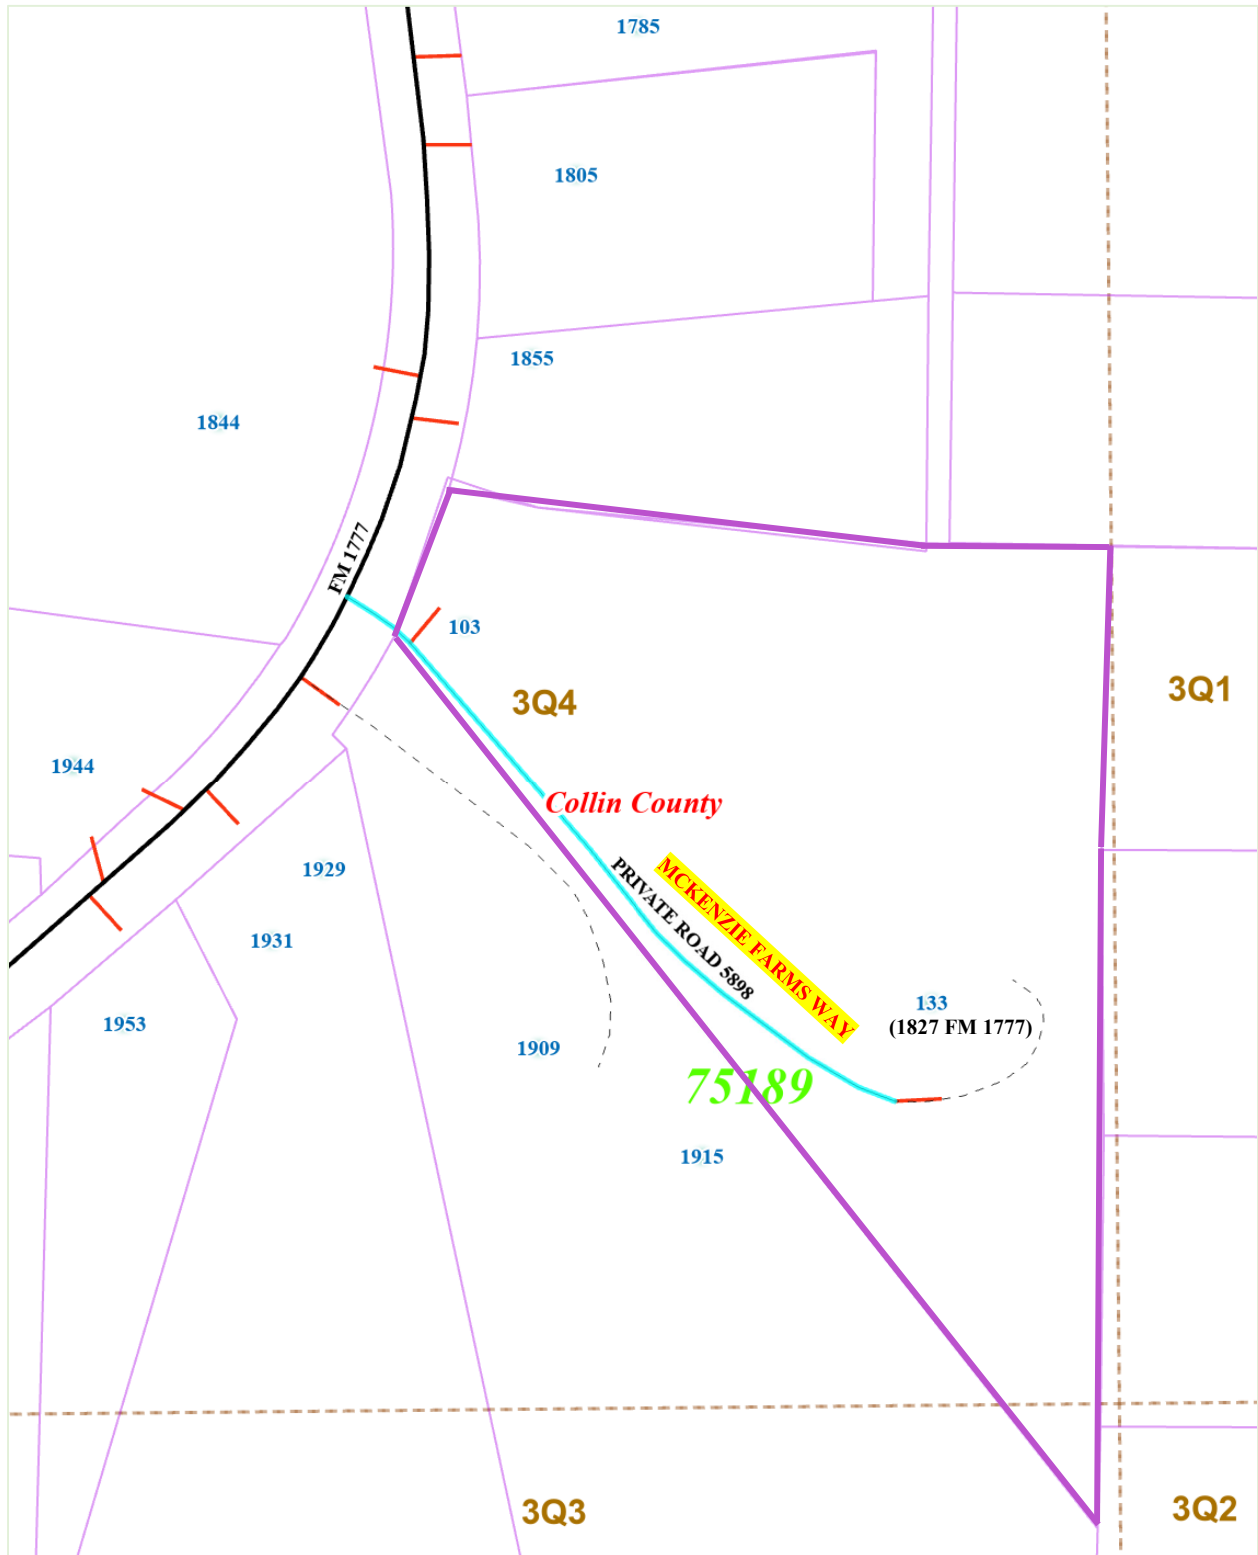 1785
1805
1855
1844
FM 1777
103
3Q4
3Q1
1944
Collin County
1929
PRIVATE ROAD 5898
MCKENZIE FARMS WAY
1931
133
(1827 FM 1777)
1953
1909
75189
1915
3Q3
3Q2